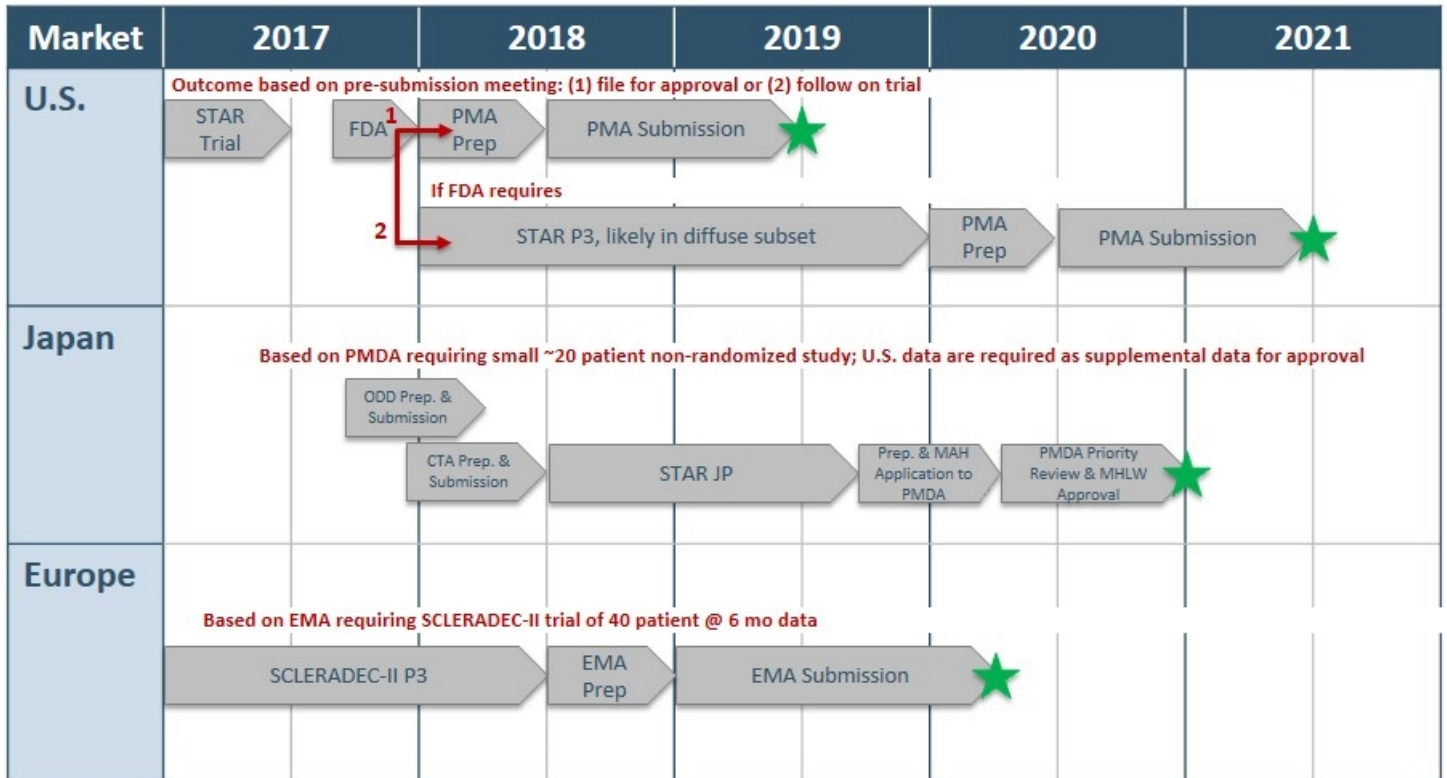 Market 2017 2018 2019 2020 2021
U.S.
Outcome based on pre-submission meeting: (1) file for approval or (2) follow on trial
STAR
Trial
FDA
1
PMA
Prep
PMA Submission
If FDA requires
2
STAR P3, likely in diffuse subset
PMA
Prep
PMA Submission
Japan
Based on PMDA requiring small ~20 patient non-randomized study; U.S. data are required as supplemental data for approval
ODD Prep. &
Submission
CTA Prep. &
Submission
STAR JP
Prep. & MAH
Application to
PMDA
PMDA Priority
Review & MHLW
Approval
Europe
Based on EMA requiring SCLERADEC-II trial of 40 patient @ 6 mo data
SCLERADEC-II P3
EMA
Prep
EMA Submission